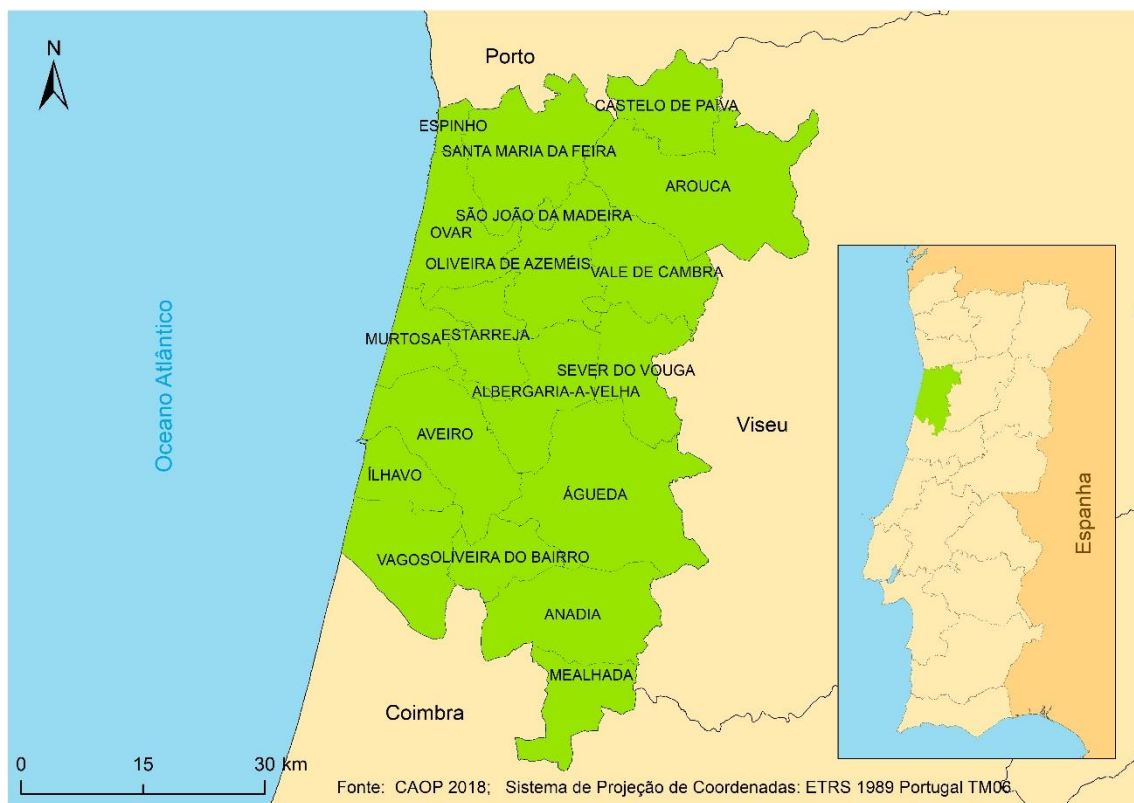 N
Porto
CASTELO DE PAIVA
ESPINHO
SANTA MARIA DA FEIRA
AROUCA
SÃO JOÃO DA MADEIRA
OVAR
OLIVEIRA DE AZEMÉIS
VALE DE CAMBRA
MURTOSA
ESTARREJA
SEVER DO VOUGA
ALBERGARIA-A-VELHA
Oceano Atlântico
Viseu
AVEIRO
ÍLHAVO
ÁGUEDA
Espanha
VAGOS
OLIVEIRA DO BAIRRO
ANADIA
MEALHADA
Coimbra
0 15 30 km
Fonte: CAOP 2018; Sistema de Projeção de Coordenadas: ETRS 1989 Portugal TM06